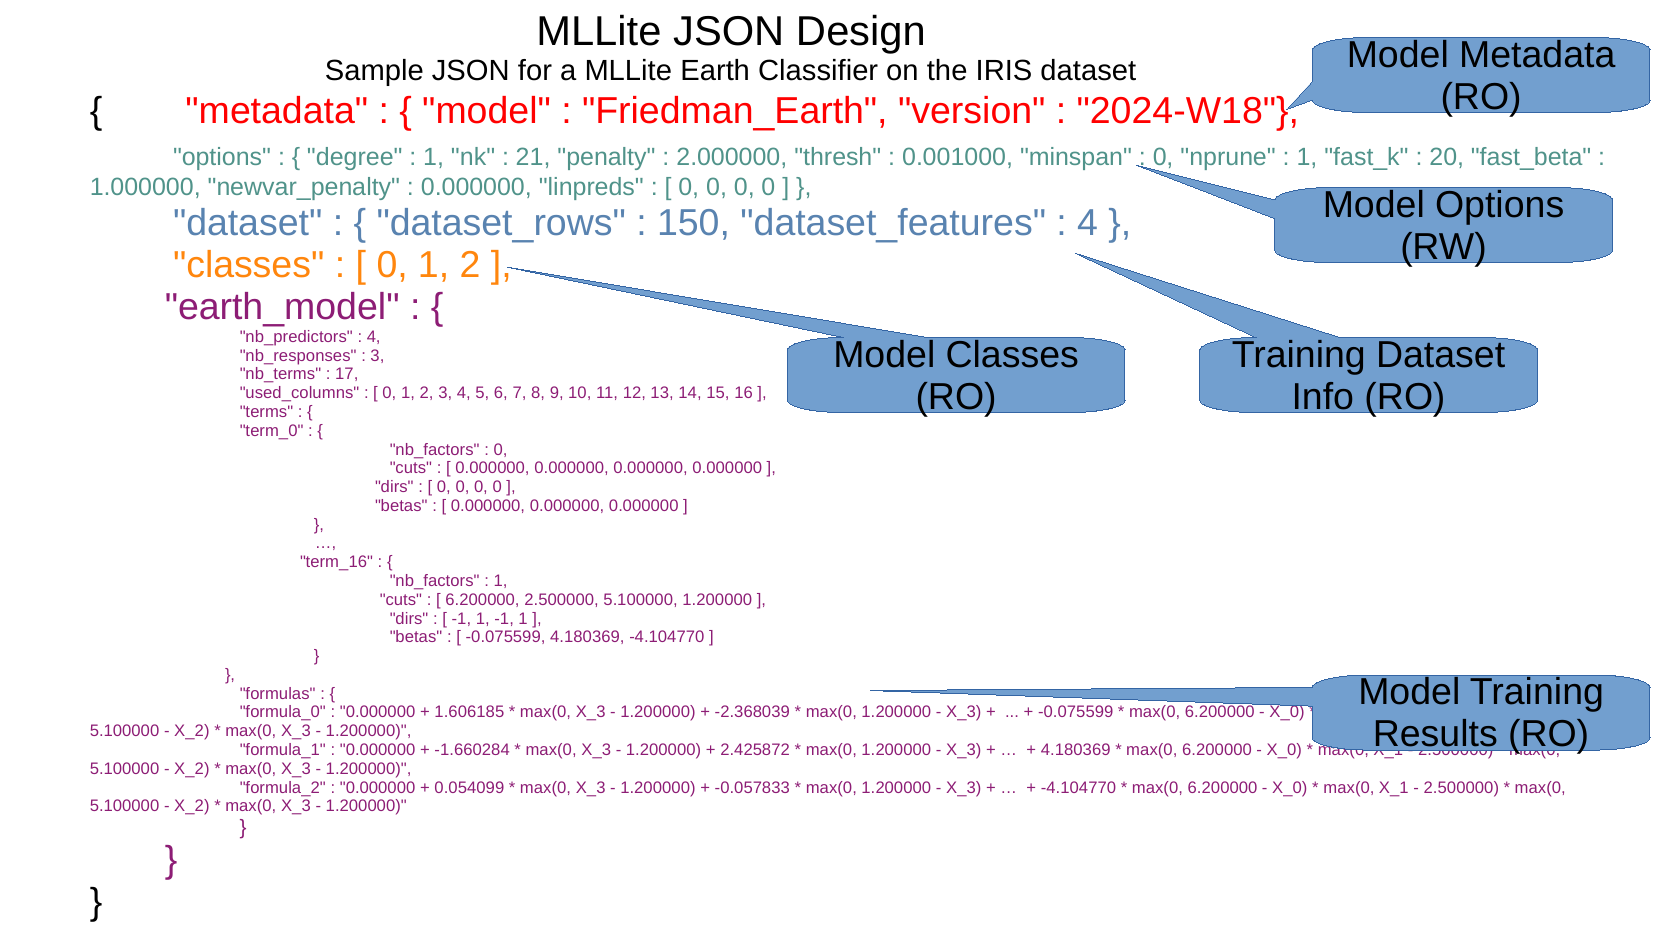 MLLite JSON Design
Sample JSON for a MLLite Earth Classifier on the IRIS dataset
Model Metadata
(RO)
{ "metadata" : { "model" : "Friedman_Earth", "version" : "2024-W18"},
"options" : { "degree" : 1, "nk" : 21, "penalty" : 2.000000, "thresh" : 0.001000, "minspan" : 0, "nprune" : 1, "fast_k" : 20, "fast_beta" :
1.000000, "newvar_penalty" : 0.000000, "linpreds" : [ 0, 0, 0, 0 ] },
Model Options
(RW)
"dataset" : { "dataset_rows" : 150, "dataset_features" : 4 },
"classes" : [ 0, 1, 2 ],
"earth_model" : {
Model Classes
(RO)
Training Dataset
Info (RO)
"nb_predictors" : 4,
"nb_responses" : 3,
"nb_terms" : 17,
"used_columns" : [ 0, 1, 2, 3, 4, 5, 6, 7, 8, 9, 10, 11, 12, 13, 14, 15, 16 ],
"terms" : {
"term_0" : {
"nb_factors" : 0,
"cuts" : [ 0.000000, 0.000000, 0.000000, 0.000000 ],
"dirs" : [ 0, 0, 0, 0 ],
"betas" : [ 0.000000, 0.000000, 0.000000 ]
},
…,
"term_16" : {
"nb_factors" : 1,
"cuts" : [ 6.200000, 2.500000, 5.100000, 1.200000 ],
"dirs" : [ -1, 1, -1, 1 ],
"betas" : [ -0.075599, 4.180369, -4.104770 ]
}
},
Model Training
Results (RO)
"formulas" : {
"formula_0" : "0.000000 + 1.606185 * max(0, X_3 - 1.200000) + -2.368039 * max(0, 1.200000 - X_3) + ... + -0.075599 * max(0, 6.200000 - X_0) *
5.100000 - X_2) * max(0, X_3 - 1.200000)",
"formula_1" : "0.000000 + -1.660284 * max(0, X_3 - 1.200000) + 2.425872 * max(0, 1.200000 - X_3) + … + 4.180369 * max(0, 6.200000 - X_0) * max(0, X_1 - 2.500000) * max(0,
5.100000 - X_2) * max(0, X_3 - 1.200000)",
"formula_2" : "0.000000 + 0.054099 * max(0, X_3 - 1.200000) + -0.057833 * max(0, 1.200000 - X_3) + … + -4.104770 * max(0, 6.200000 - X_0) * max(0, X_1 - 2.500000) * max(0,
5.100000 - X_2) * max(0, X_3 - 1.200000)"
}
}
}